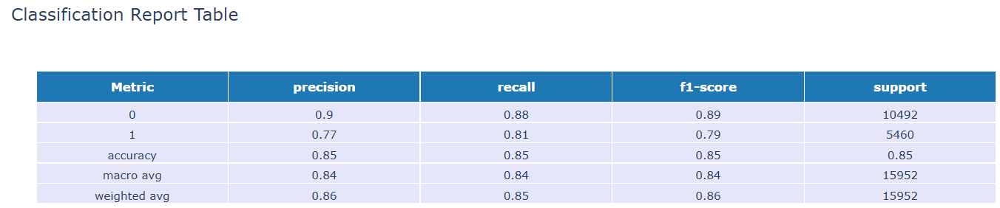 Classification Report Table
Metric precision recall f1-score support
0 0.9 0.88 0.89 10492
1 0.77 0.81 0.79 5460
accuracy 0.85 0.85 0.85 0.85
macro avg 0.84 0.84 0.84 15952
weighted avg 0.86 0.85 0.86 15952